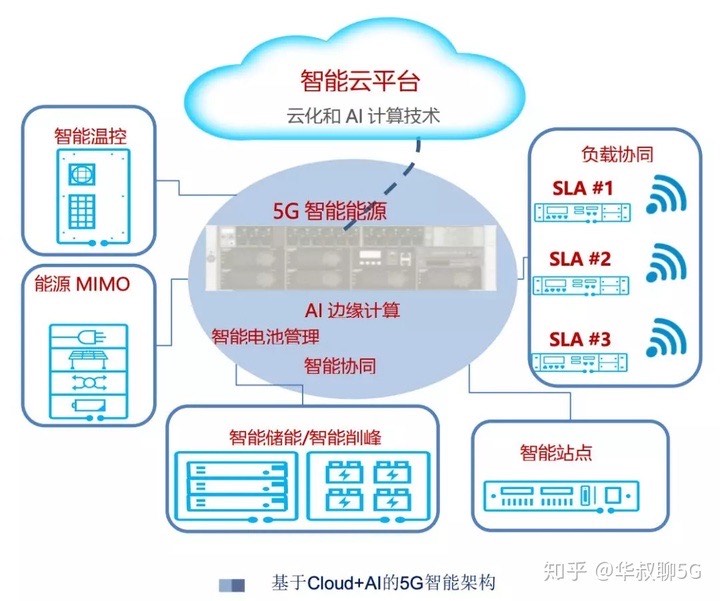 智能云平台
云化和 AI 计算技术
智能温控
负载协同
SLA #1
5G 智能能源
SLA #2
能源 MIMO
AI 边缘计算
智能电池管理
SLA #3
智能协同
智能储能/智能削峰
智能站点
知乎 @华叔聊5G
基于Cloud+AI的5G智能架构